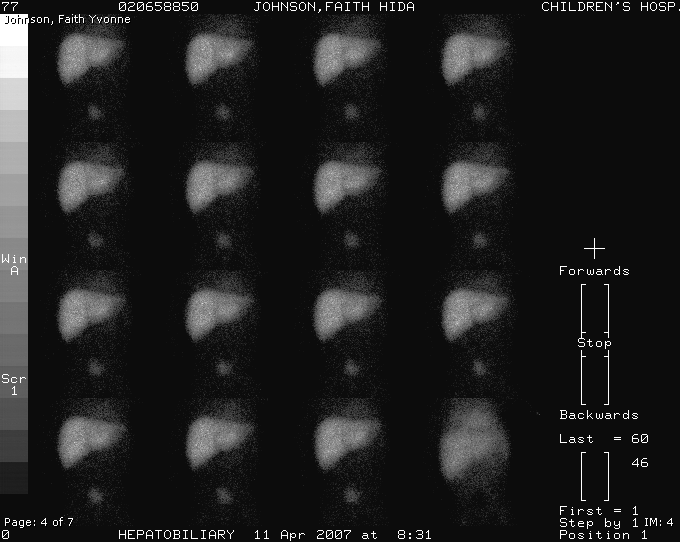 77 020658850 JOHNSON,FAITH HIDA CHILDREN'S HOSP.
Johnson, Faith Yvonne
Win
A
Forwards
Stop
Scr
1
Backwards
Last = 60
46
First = 1
Page: 4 of 7
Step by 1 IM: 4
0 HEPATOBILIARY 11 Apr 2007 at 8:31 Position 1